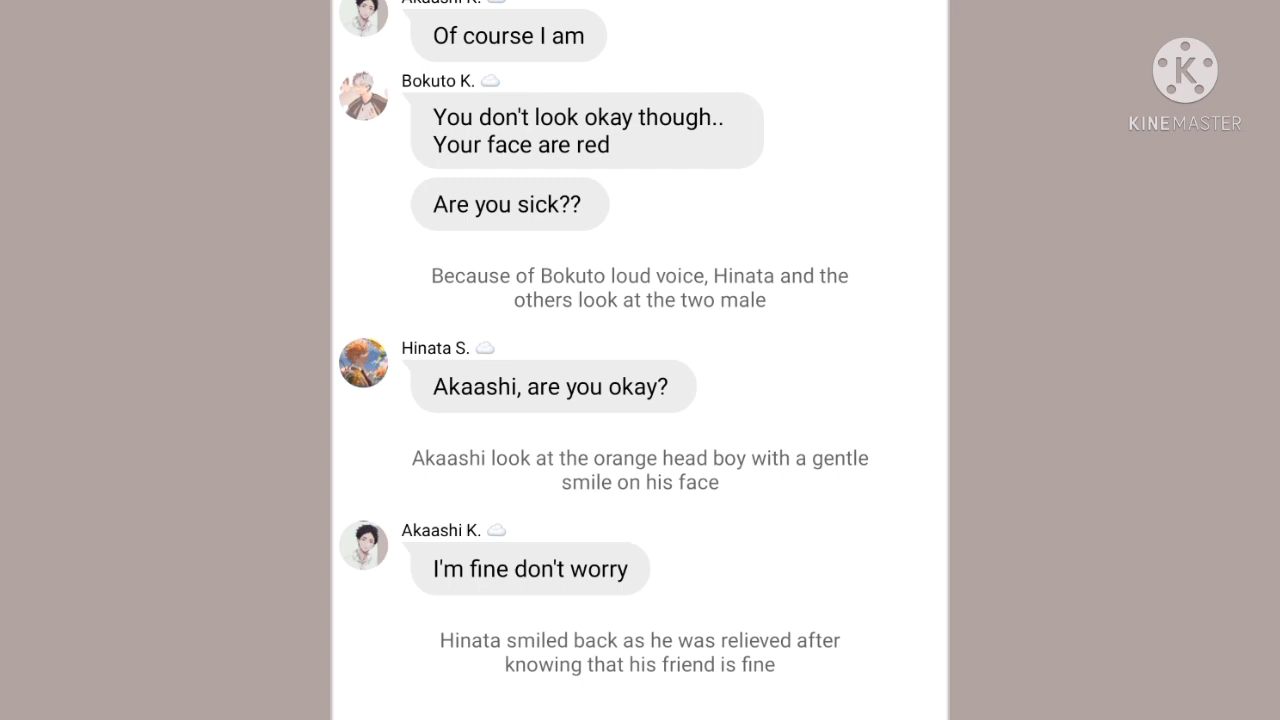 Akaashi K.
Of course I am
Bokuto K.
You don't look okay though..
Your face are red
Are you sick??
Because of Bokuto loud voice, Hinata and the
others look at the two male
Hinata S.
Akaashi, are you okay?
Akaashi look at the orange head boy with a gentle
smile on his face
Akaashi K.
I'm fine don't worry
Hinata smiled back as he was relieved after
knowing that his friend is fine
K
KINEMASTER